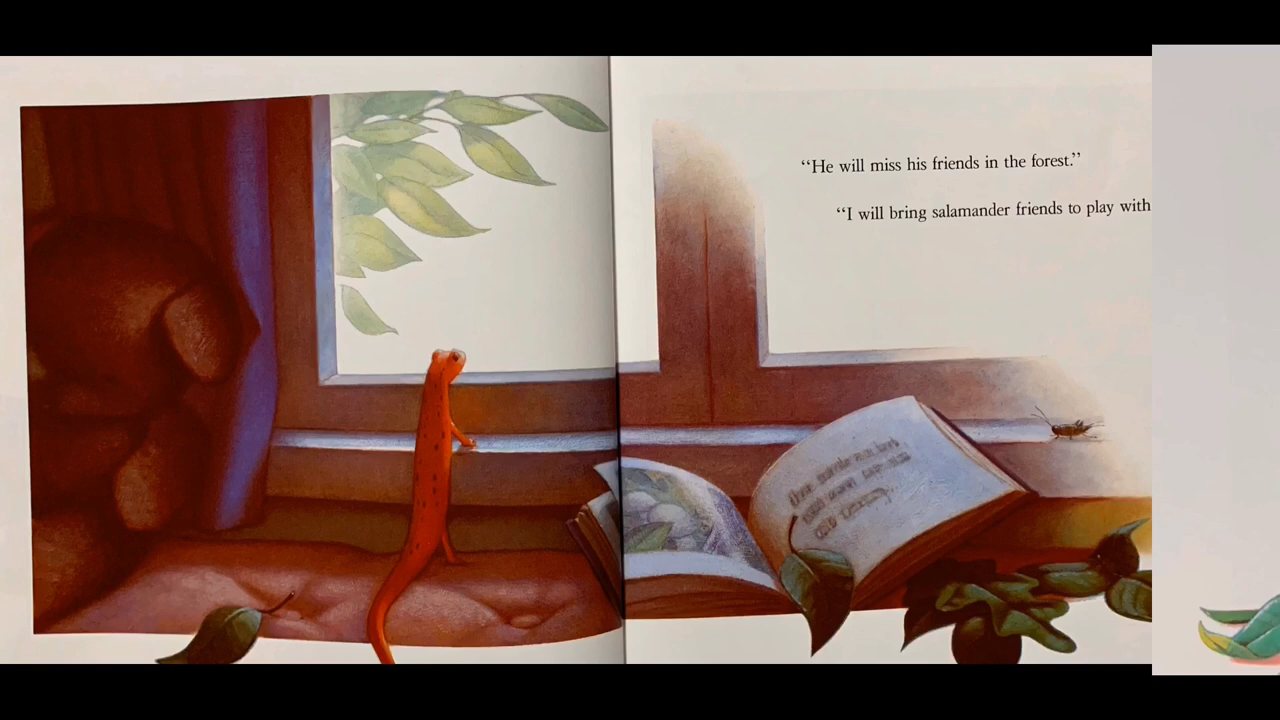 “He will miss his friends in the forest.”
“I will bring salamander friends to play with